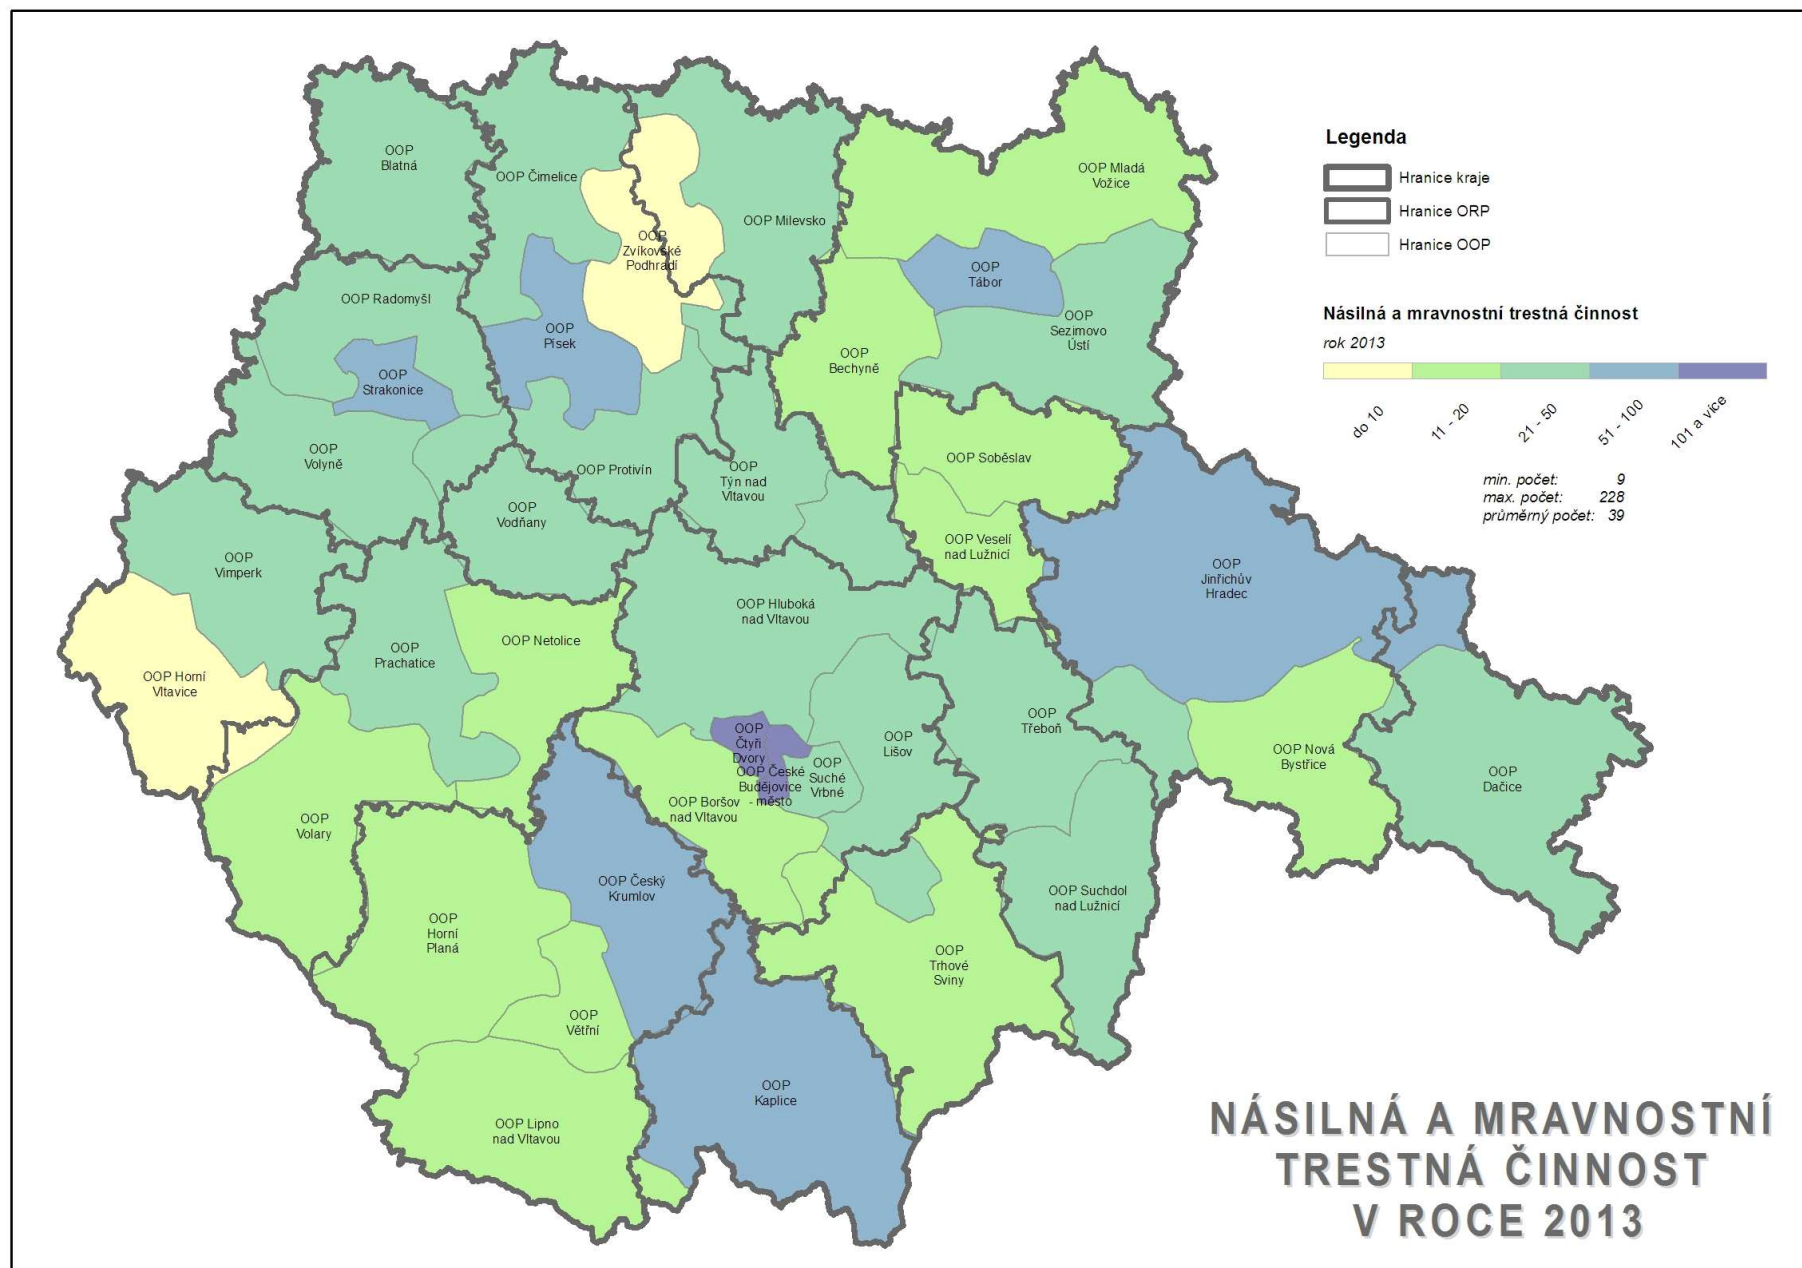 OOP
Blatná
OOP Čimelice
OOP
Zvíkovské
Podhradí
OOP Milevsko
OOP Mladá
Vožice
OOP Radomyšl
OOP
Písek
OOP
Tábor
OOP
Sezimovo
Ústí
OOP
Bechyně
OOP
Strakonice
OOP
Volyně
OOP Protivín
OOP
Týn nad
Vltavou
OOP Soběslav
OOP
Vodňany
OOP Veselí
nad Lužnicí
OOP
Vimperk
OOP
Jinřichův
Hradec
OOP Hluboká
nad Vltavou
OOP Netolice
OOP
Prachatice
OOP Horní
Vltavice
OOP
Třeboň
OOP
Lišov
OOP
Čtyři
Dvory
OOP České
Budějovice
- město
OOP
Suché
Vrbné
OOP Nová
Bystřice
OOP
Dačice
OOP Boršov
nad Vltavou
OOP
Volary
OOP Český
Krumlov
OOP Suchdol
nad Lužnicí
OOP
Horní
Planá
OOP
Trhové
Sviny
OOP
Větřní
OOP
Kaplice
OOP Lipno
nad Vltavou
Legenda
Hranice kraje
Hranice ORP
Hranice OOP
Násilná a mravnostní trestná činnost
rok 2013
do 10
11 - 20
21 - 50
51 - 100
101 a více
min. počet: 9
max. počet: 228
průměrný počet: 39
NÁSILNÁ A MRAVNOSTNÍ
TRESTNÁ ČINNOST
V ROCE 2013